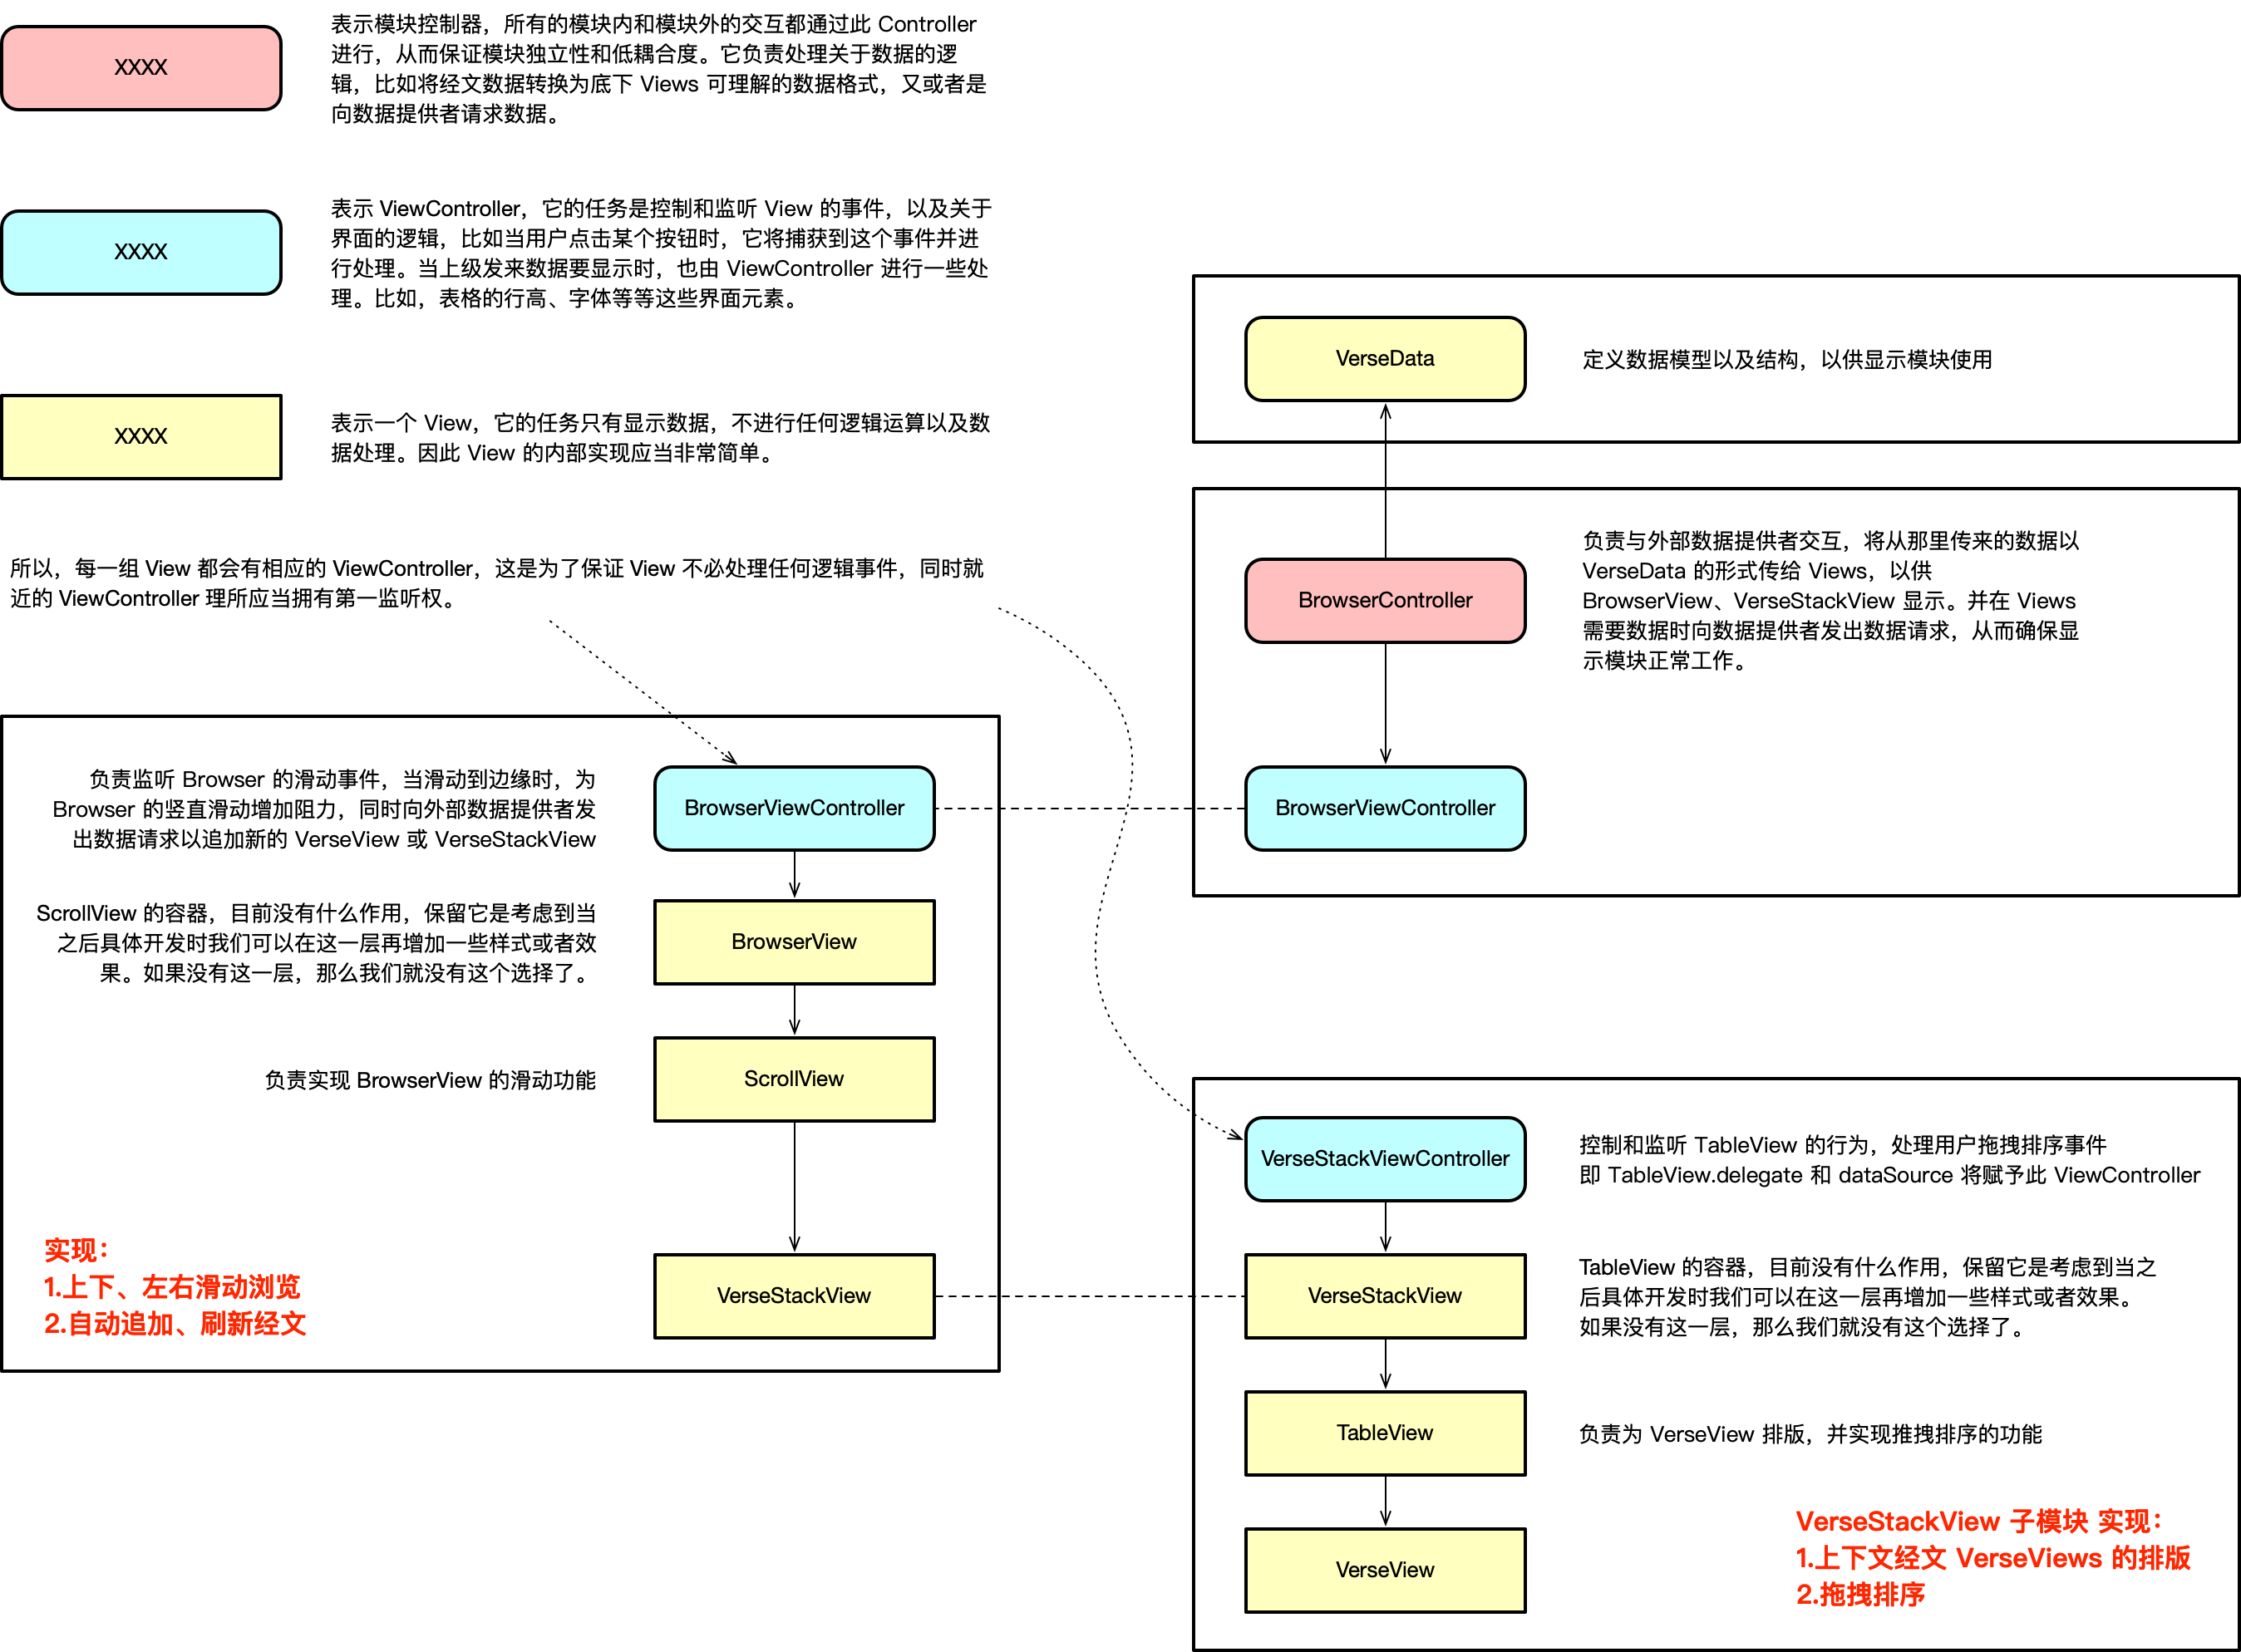 XXXX
表示模块控制器，所有的模块内和模块外的交互都通过此 Controller
进行，从而保证模块独立性和低耦合度。它负责处理关于数据的逻
辑，比如将经文数据转换为底下 Views 可理解的数据格式，又或者是
向数据提供者请求数据。
XXXX
表示 ViewController，它的任务是控制和监听 View 的事件，以及关于
界面的逻辑，比如当用户点击某个按钮时，它将捕获到这个事件并进
行处理。当上级发来数据要显示时，也由 ViewController 进行一些处
理。比如，表格的行高、字体等等这些界面元素。
XXXX
表示一个 View，它的任务只有显示数据，不进行任何逻辑运算以及数
据处理。因此 View 的内部实现应当非常简单。
所以，每一组 View 都会有相应的 ViewController，这是为了保证 View 不必处理任何逻辑事件，同时就
近的 ViewController 理所应当拥有第一监听权。
VerseData
定义数据模型以及结构，以供显示模块使用
BrowserController
负责与外部数据提供者交互，将从那里传来的数据以
VerseData 的形式传给 Views，以供
BrowserView、VerseStackView 显示。并在 Views
需要数据时向数据提供者发出数据请求，从而确保显
示模块正常工作。
BrowserViewController
负责监听 Browser 的滑动事件，当滑动到边缘时，为
Browser 的竖直滑动增加阻力，同时向外部数据提供者发
出数据请求以追加新的 VerseView 或 VerseStackView
BrowserViewController
ScrollView 的容器，目前没有什么作用，保留它是考虑到当
之后具体开发时我们可以在这一层再增加一些样式或者效
果。如果没有这一层，那么我们就没有这个选择了。
BrowserView
负责实现 BrowserView 的滑动功能
ScrollView
实现：
1.上下、左右滑动浏览
2.自动追加、刷新经文
VerseStackView
VerseStackViewController
控制和监听 TableView 的行为，处理用户拖拽排序事件
即 TableView.delegate 和 dataSource 将赋予此 ViewController
VerseStackView
TableView 的容器，目前没有什么作用，保留它是考虑到当之
后具体开发时我们可以在这一层再增加一些样式或者效果。
如果没有这一层，那么我们就没有这个选择了。
TableView
负责为 VerseView 排版，并实现推拽排序的功能
VerseView
VerseStackView 子模块 实现：
1.上下文经文 VerseViews 的排版
2.拖拽排序